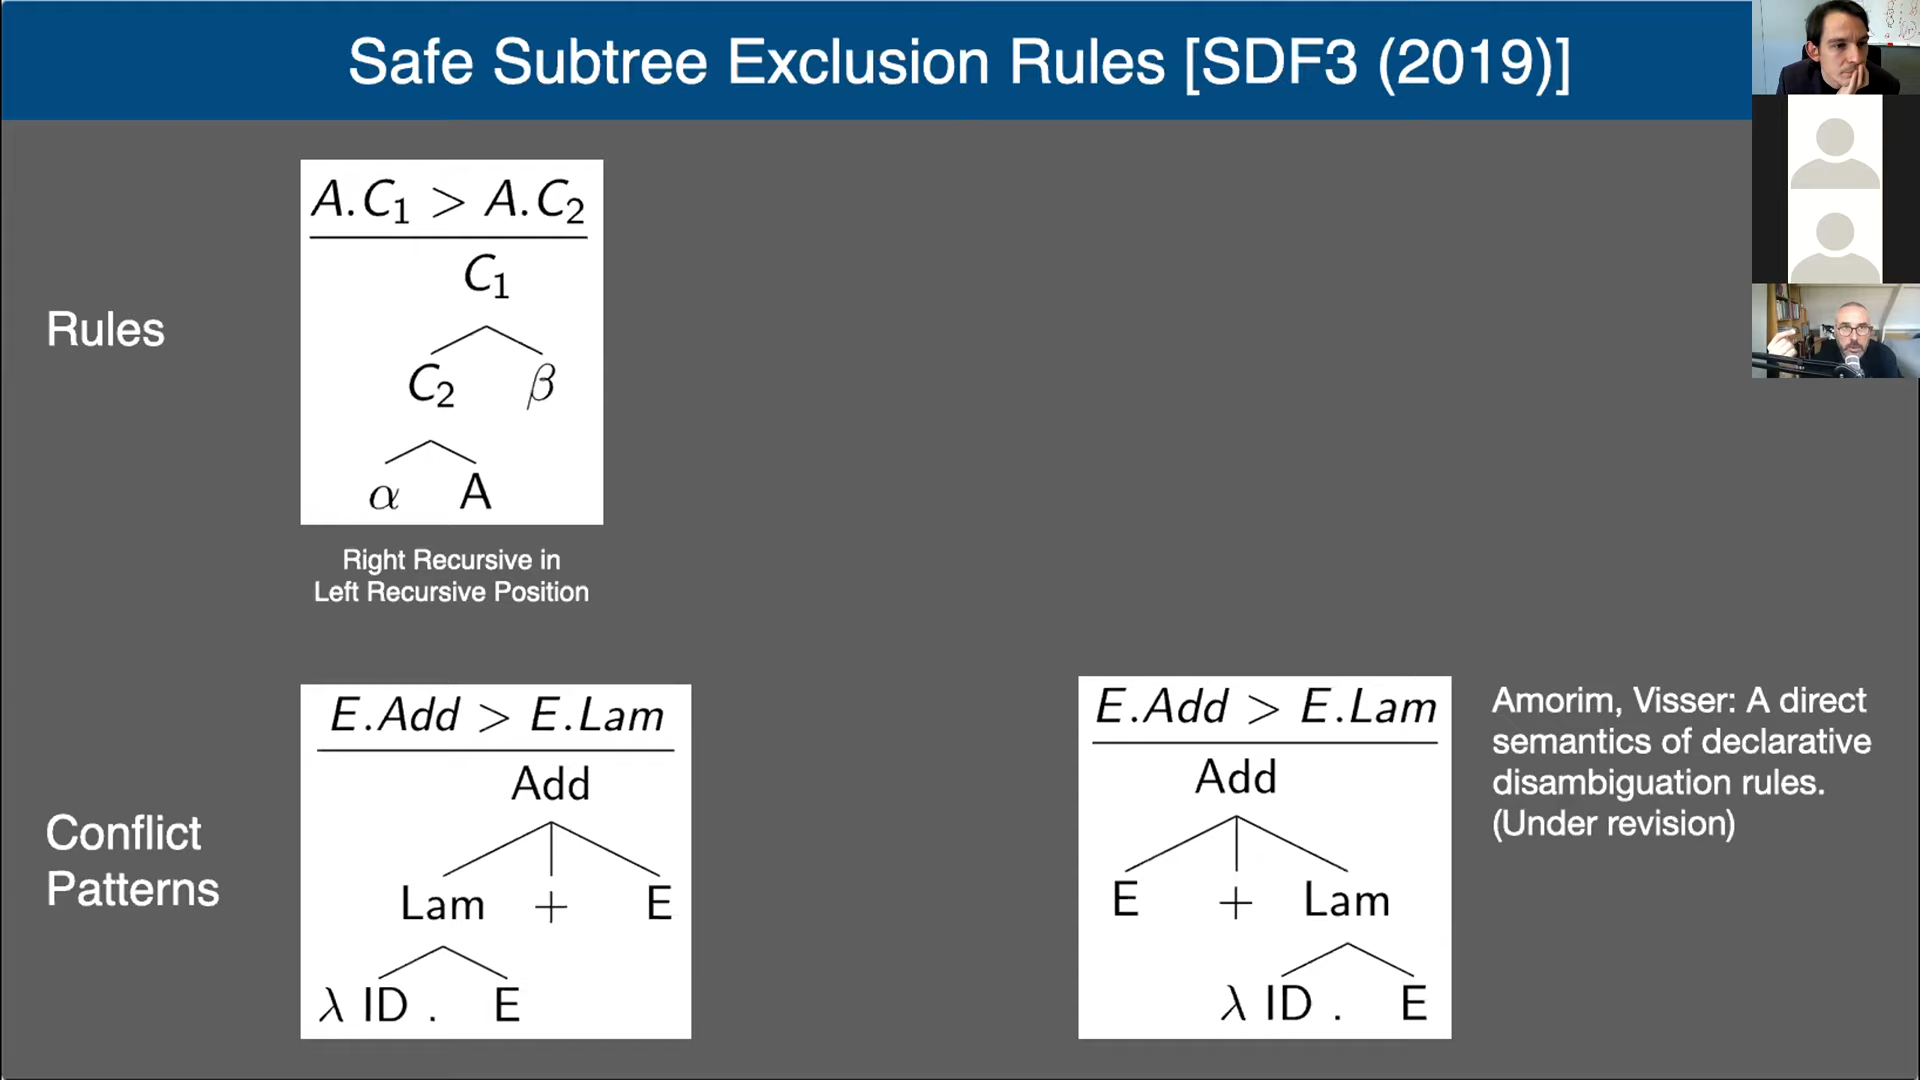 Safe Subtree Exclusion Rules [SDF3 (2019)]
Rules
A.C₁ > A.C₂
C₁
C₂ β
α A
Right Recursive in
Left Recursive Position
Conflict
Patterns
E.Add > E.Lam
Add
Lam + E
λ ID . E
E.Add > E.Lam
Add
E + Lam
λ ID . E
Amorim, Visser: A direct
semantics of declarative
disambiguation rules.
(Under revision)